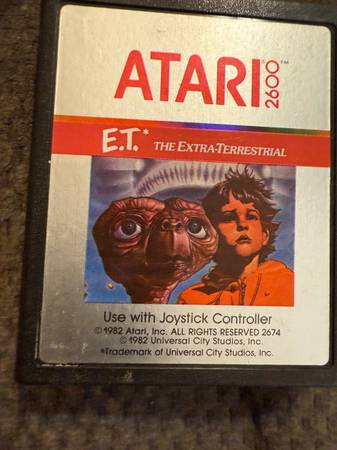 ATARI® 2600™
E.T.* THE EXTRA-TERRESTRIAL
Use with Joystick Controller
© 1982 Atari, Inc. ALL RIGHTS RESERVED 2674
© 1982 Universal City Studios, Inc.
*Trademark of Universal City Studios, Inc.